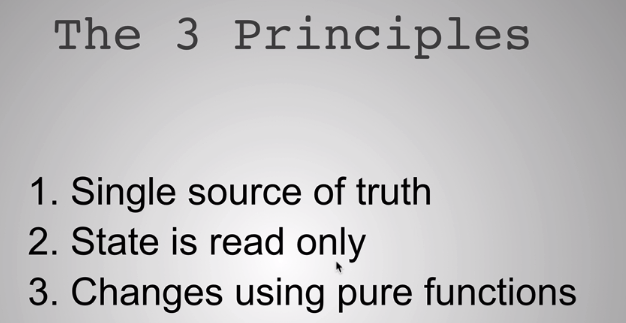 The 3 Principles
1. Single source of truth
2. State is read only
3. Changes using pure functions